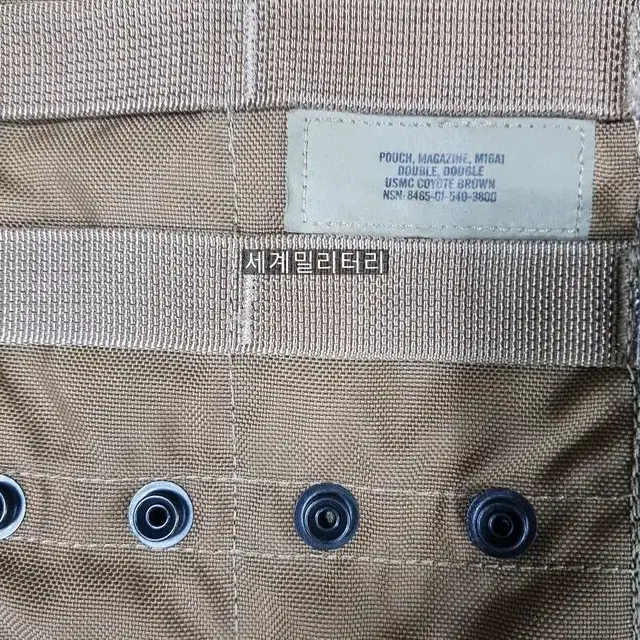 POUCH, MAGAZINE, M16A1
DOUBLE, DOUBLE
USMC COYOTE BROWN
NSN: 8465-01-540-3800
세계밀리터리